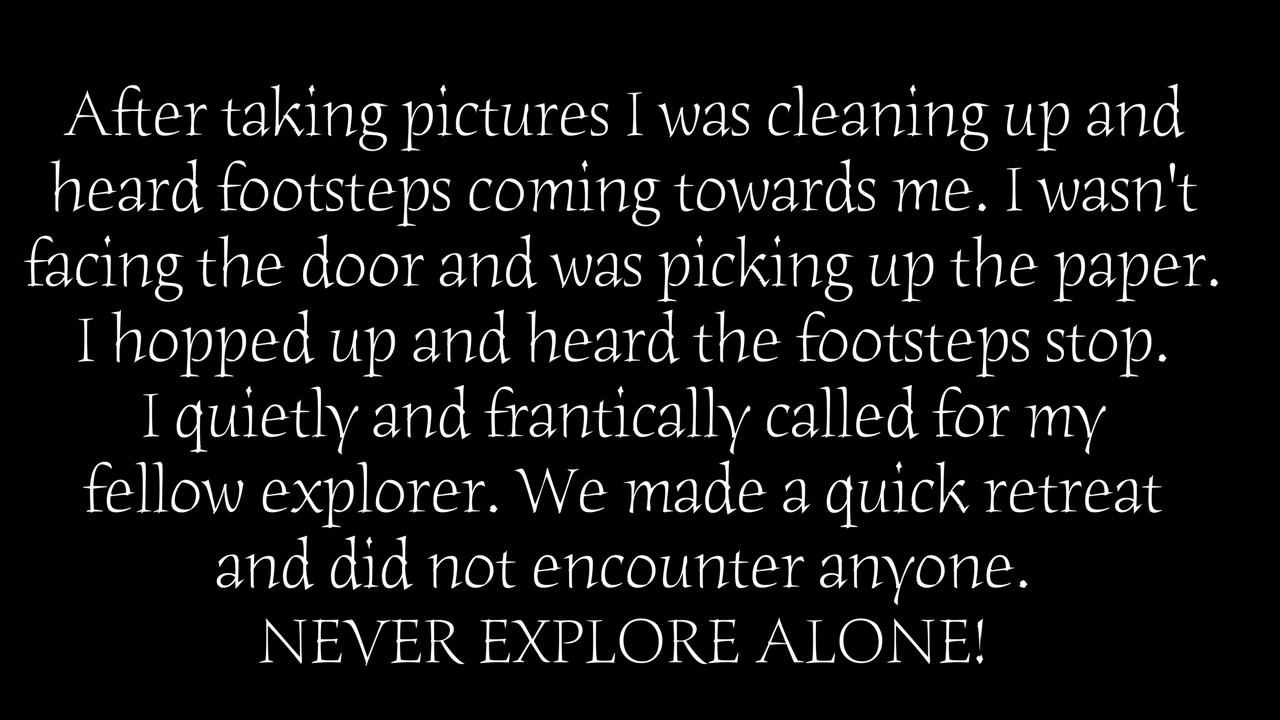 After taking pictures I was cleaning up and
heard footsteps coming towards me. I wasn't
facing the door and was picking up the paper.
I hopped up and heard the footsteps stop.
I quietly and frantically called for my
fellow explorer. We made a quick retreat
and did not encounter anyone.
NEVER EXPLORE ALONE!